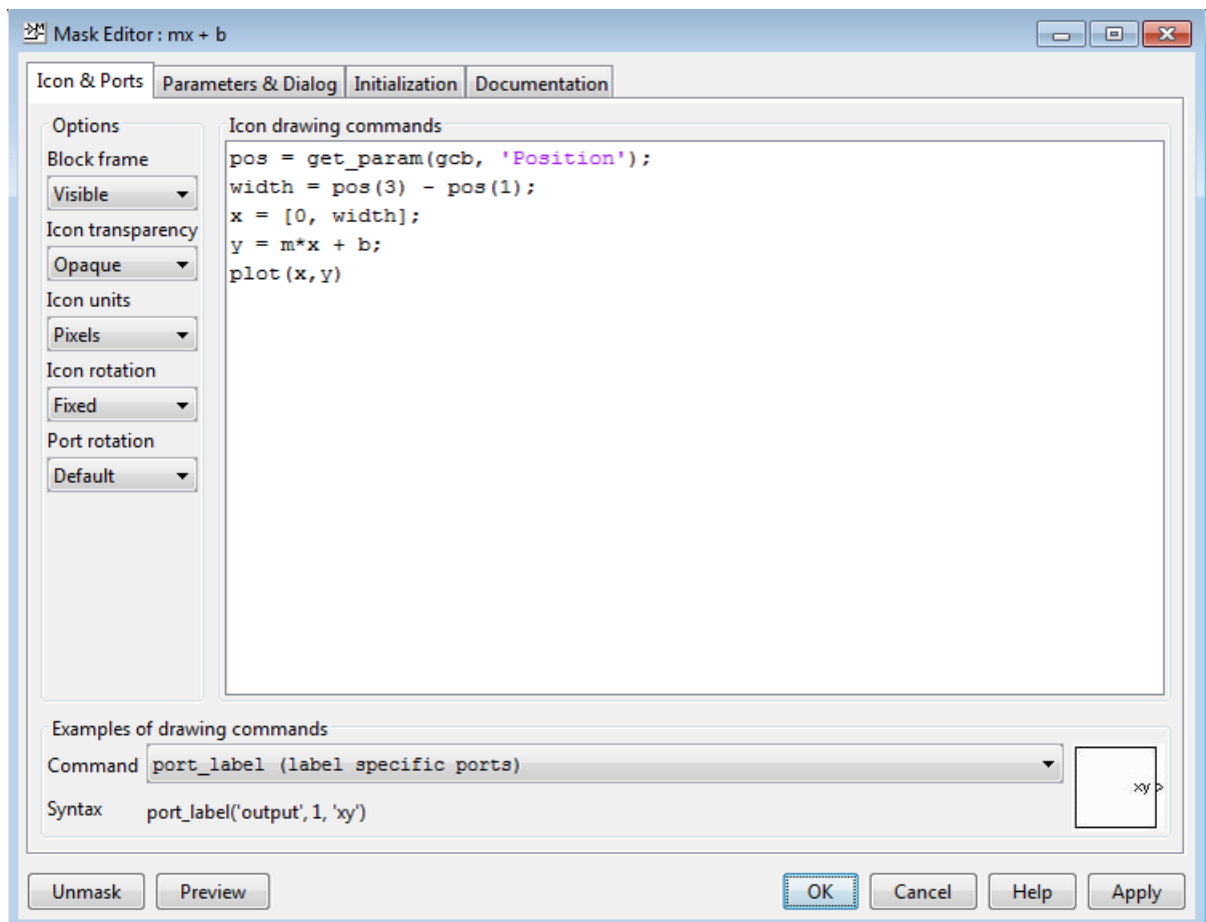 Mask Editor : mx + b
Icon & Ports Parameters & Dialog Initialization Documentation
Options
Block frame
Visible
Icon transparency
Opaque
Icon units
Pixels
Icon rotation
Fixed
Port rotation
Default
Icon drawing commands
pos = get_param(gcb, 'Position');
width = pos(3) - pos(1);
x = [0, width];
y = m*x + b;
plot(x,y)
Examples of drawing commands
Command port_label (label specific ports)
Syntax port_label('output', 1, 'xy')
xy
Unmask Preview OK Cancel Help Apply